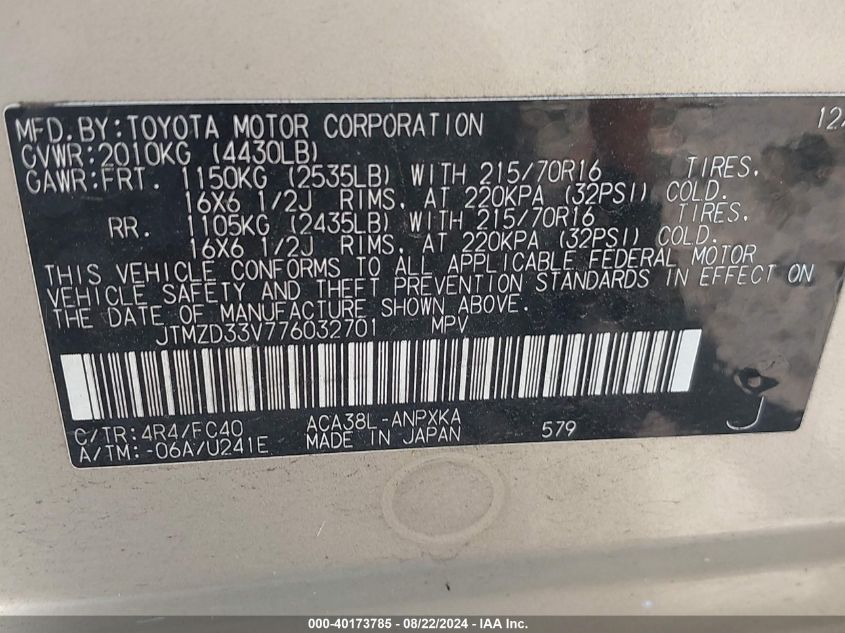 MFD.BY:TOYOTA MOTOR CORPORATION
GVWR:2010KG (4430LB)
GAWR:FRT. 1150KG (2535LB) WITH 215/70R16 TIRES.
16X6 1/2J RIMS. AT 220KPA (32PSI) COLD.
RR. 1105KG (2435LB) WITH 215/70R16 TIRES.
16X6 1/2J RIMS. AT 220KPA (32PSI) COLD.
THIS VEHICLE CONFORMS TO ALL APPLICABLE FEDERAL MOTOR
VEHICLE SAFETY AND THEFT PREVENTION STANDARDS IN EFFECT ON
THE DATE OF MANUFACTURE SHOWN ABOVE.
JTMZD33V776032701 MPV
C/TR:4R4/FC40 ACA38L-ANPXKA
A/TM:-06A/U241E MADE IN JAPAN 579
J
000-40173785 - 08/22/2024 - IAA Inc.